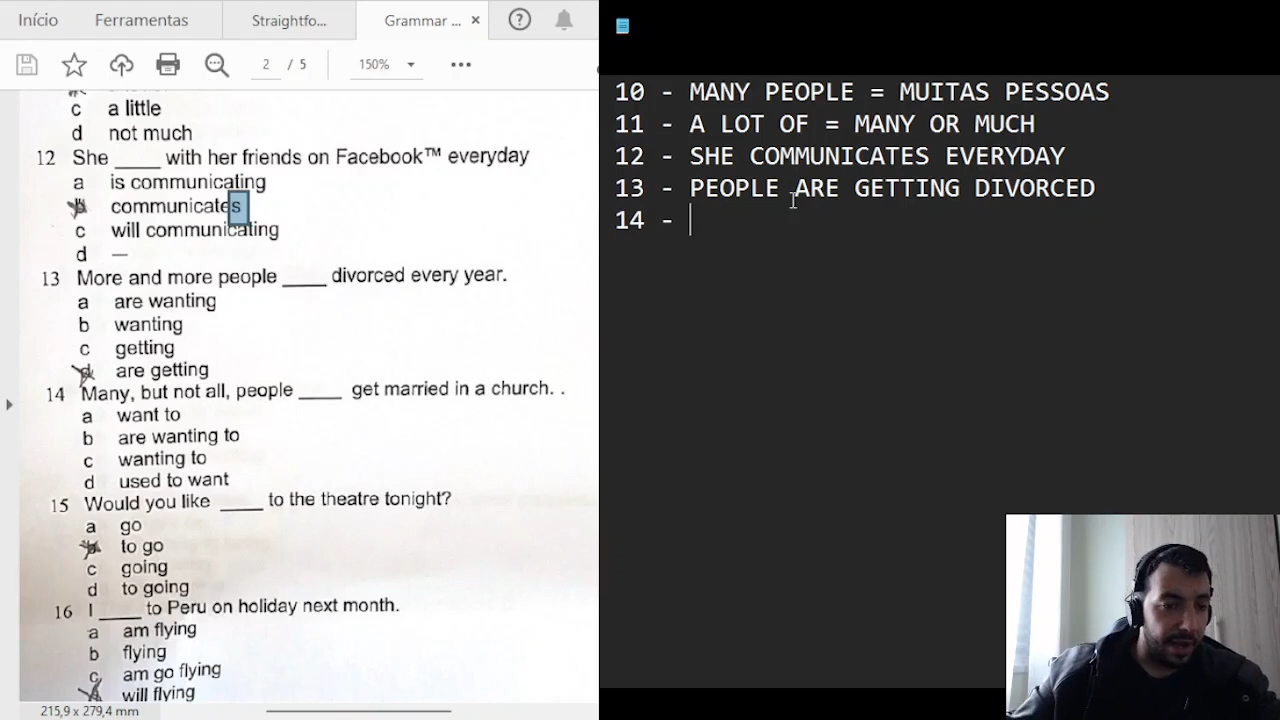 Início Ferramentas Straightfo... Grammar ... ×
2 / 5 150%
c a little
d not much
12 She ____ with her friends on Facebook™ everyday
a is communicating
b communicates
c will communicating
d —
13 More and more people ____ divorced every year.
a are wanting
b wanting
c getting
d are getting
14 Many, but not all, people ____ get married in a church. .
a want to
b are wanting to
c wanting to
d used to want
15 Would you like ____ to the theatre tonight?
a go
b to go
c going
d to going
16 I ____ to Peru on holiday next month.
a am flying
b flying
c am go flying
will flying
215,9 x 279,4 mm
10 - MANY PEOPLE = MUITAS PESSOAS
11 - A LOT OF = MANY OR MUCH
12 - SHE COMMUNICATES EVERYDAY
13 - PEOPLE ARE GETTING DIVORCED
14 -